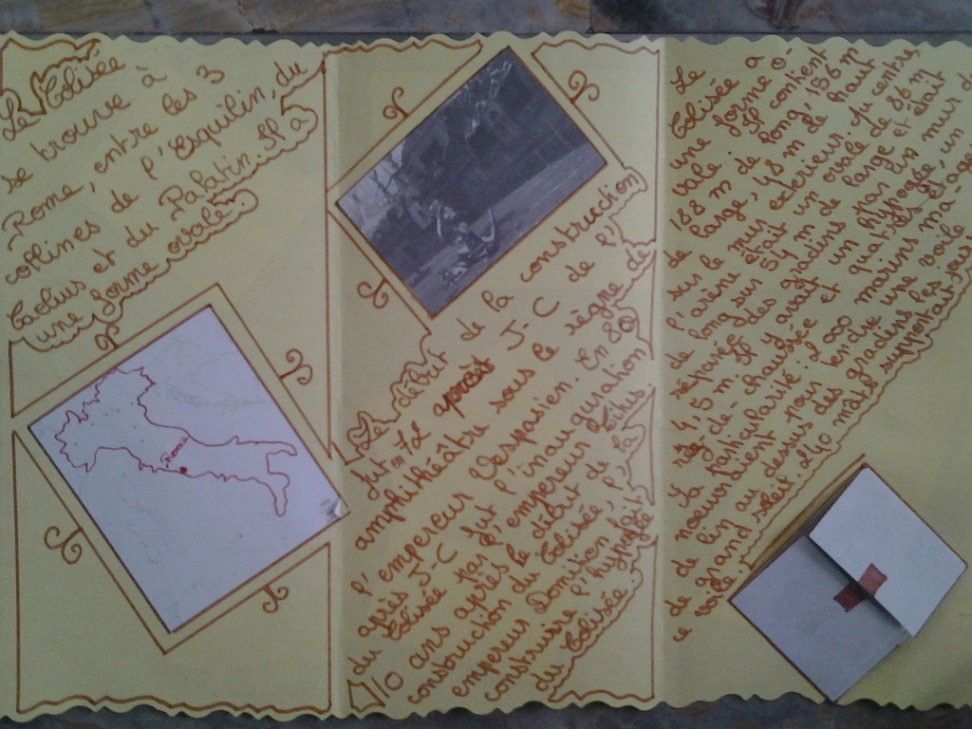 Le Colisée
se trouve à
Rome, entre les 3
collines de l'Esquilin, du
Caelius et du Palatin. Il a
une forme ovale.
Rome
Le début de la construction
fut en 72 après J-C de l'
amphithéâtre sous le règne de
l'empereur Vespasien. En 80
après J-C fut l'inauguration
du Colisée par l'empereur Titus.
10 ans après le début de la
construction du Colisée, l'
empereur Domitien fait
construire l'hypogée
du Colisée
Le
Colisée a
une forme o-
vale. Il contient
188 m de long, 156 m
large, 48 m de haut
sur le mur exterieur. Au centre
l'arène était un ovale de 86 m
de long sur 54 m de large et était
séparé des gradins par un mur de
4,5 m. Il y avait un hypogée, un
rez-de-chaussée et quatres étages.
La particularité: 2 000 marins ma-
noeuvraient pour tendre une voile
de lin au dessus des gradins les
jours grand soleil. 240 mâts supportaient
la voile